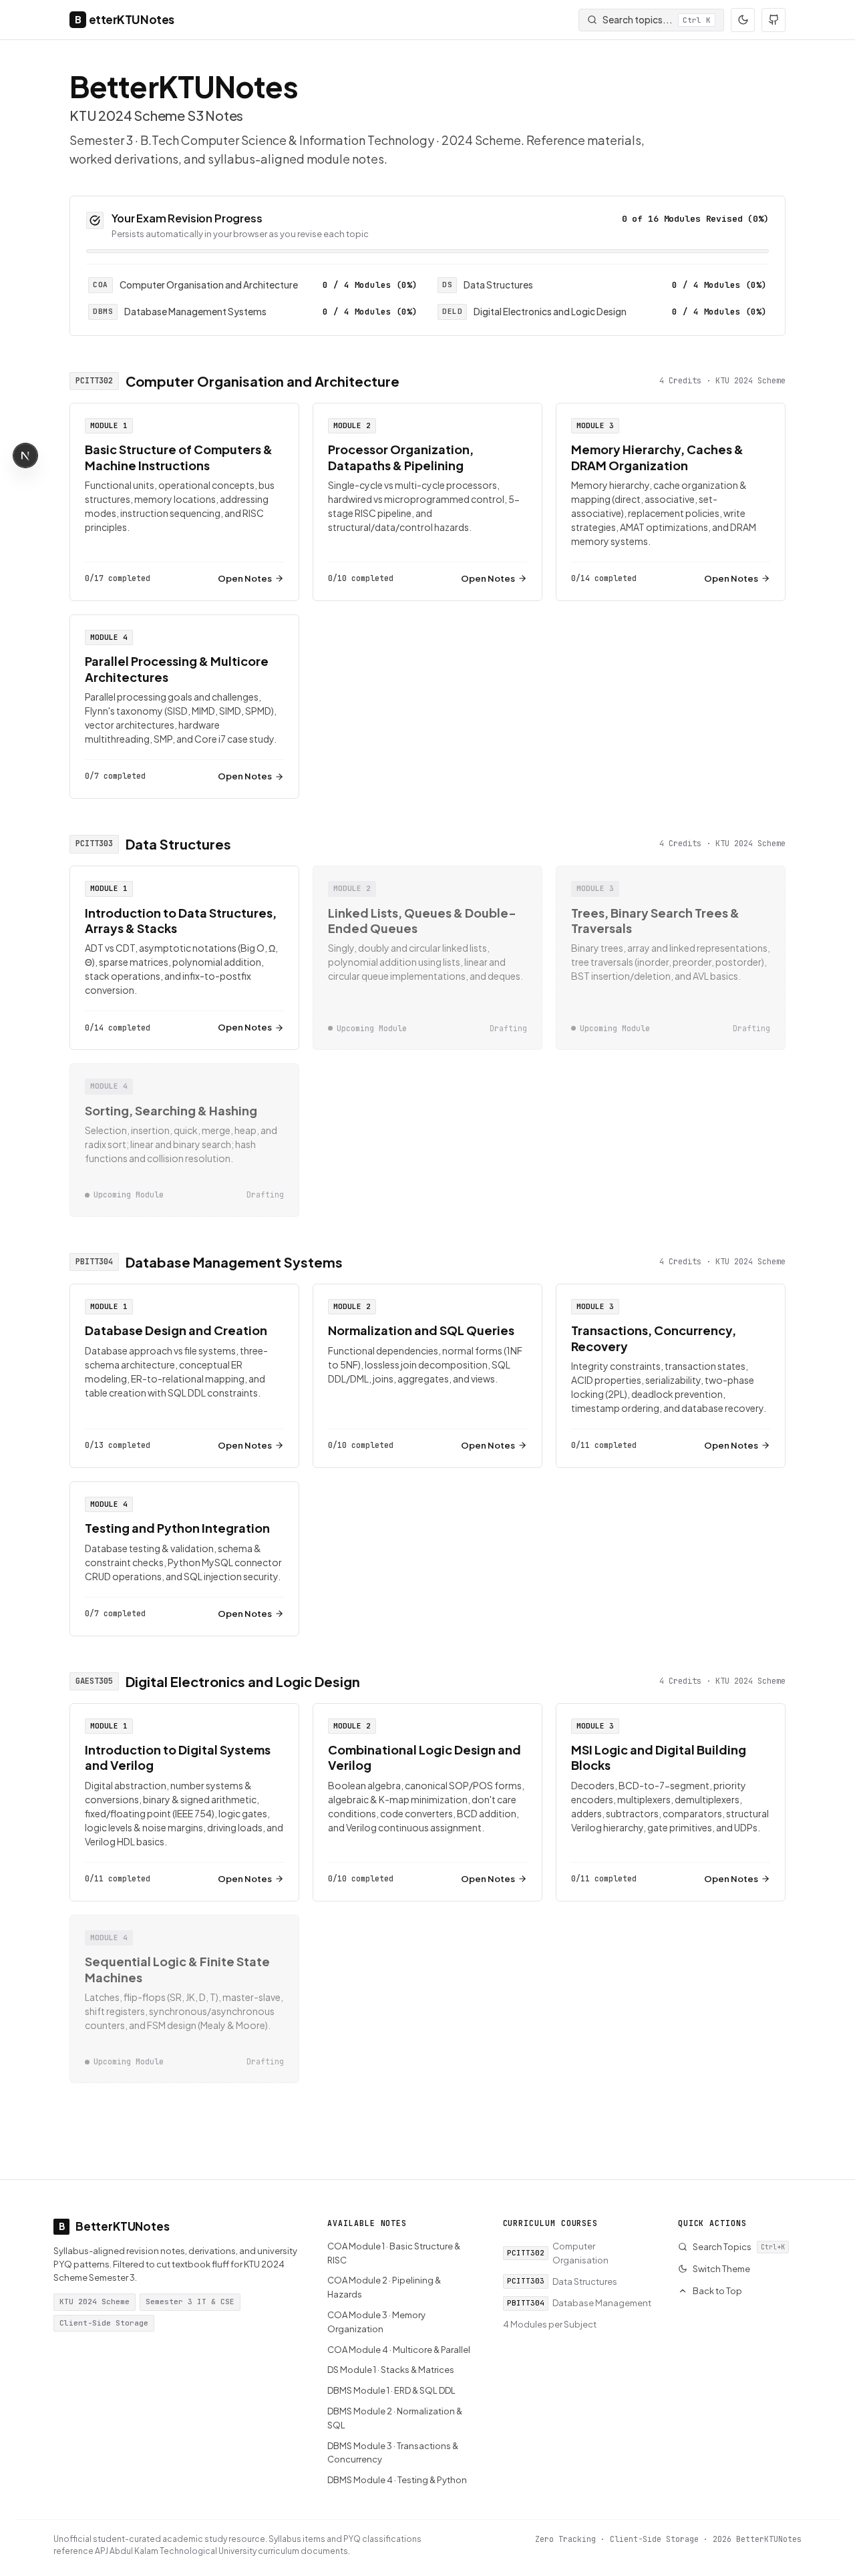 B etterKTUNotes
Search topics... Ctrl K
BetterKTUNotes
KTU 2024 Scheme S3 Notes
Semester 3 · B.Tech Computer Science & Information Technology · 2024 Scheme. Reference materials,
worked derivations, and syllabus-aligned module notes.
Your Exam Revision Progress
0 of 16 Modules Revised (0%)
Persists automatically in your browser as you revise each topic
COA Computer Organisation and Architecture 0 / 4 Modules (0%)
DS Data Structures 0 / 4 Modules (0%)
DBMS Database Management Systems 0 / 4 Modules (0%)
DELD Digital Electronics and Logic Design 0 / 4 Modules (0%)
PCITT302 Computer Organisation and Architecture
4 Credits · KTU 2024 Scheme
N
MODULE 1
Basic Structure of Computers &
Machine Instructions
Functional units, operational concepts, bus
structures, memory locations, addressing
modes, instruction sequencing, and RISC
principles.
0/17 completed
Open Notes →
MODULE 2
Processor Organization,
Datapaths & Pipelining
Single-cycle vs multi-cycle processors,
hardwired vs microprogrammed control, 5-
stage RISC pipeline, and
structural/data/control hazards.
0/10 completed
Open Notes →
MODULE 3
Memory Hierarchy, Caches &
DRAM Organization
Memory hierarchy, cache organization &
mapping (direct, associative, set-
associative), replacement policies, write
strategies, AMAT optimizations, and DRAM
memory systems.
0/14 completed
Open Notes →
MODULE 4
Parallel Processing & Multicore
Architectures
Parallel processing goals and challenges,
Flynn's taxonomy (SISD, MIMD, SIMD, SPMD),
vector architectures, hardware
multithreading, SMP, and Core i7 case study.
0/7 completed
Open Notes →
PCITT303 Data Structures
4 Credits · KTU 2024 Scheme
MODULE 1
Introduction to Data Structures,
Arrays & Stacks
ADT vs CDT, asymptotic notations (Big O, Ω,
Θ), sparse matrices, polynomial addition,
stack operations, and infix-to-postfix
conversion.
0/14 completed
Open Notes →
MODULE 2
Linked Lists, Queues & Double-
Ended Queues
Singly, doubly and circular linked lists,
polynomial addition using lists, linear and
circular queue implementations, and deques.
Upcoming Module
Drafting
MODULE 3
Trees, Binary Search Trees &
Traversals
Binary trees, array and linked representations,
tree traversals (inorder, preorder, postorder),
BST insertion/deletion, and AVL basics.
Upcoming Module
Drafting
MODULE 4
Sorting, Searching & Hashing
Selection, insertion, quick, merge, heap, and
radix sort; linear and binary search; hash
functions and collision resolution.
Upcoming Module
Drafting
PBITT304 Database Management Systems
4 Credits · KTU 2024 Scheme
MODULE 1
Database Design and Creation
Database approach vs file systems, three-
schema architecture, conceptual ER
modeling, ER-to-relational mapping, and
table creation with SQL DDL constraints.
0/13 completed
Open Notes →
MODULE 2
Normalization and SQL Queries
Functional dependencies, normal forms (1NF
to 5NF), lossless join decomposition, SQL
DDL/DML, joins, aggregates, and views.
0/10 completed
Open Notes →
MODULE 3
Transactions, Concurrency,
Recovery
Integrity constraints, transaction states,
ACID properties, serializability, two-phase
locking (2PL), deadlock prevention,
timestamp ordering, and database recovery.
0/11 completed
Open Notes →
MODULE 4
Testing and Python Integration
Database testing & validation, schema &
constraint checks, Python MySQL connector
CRUD operations, and SQL injection security.
0/7 completed
Open Notes →
GAEST305 Digital Electronics and Logic Design
4 Credits · KTU 2024 Scheme
MODULE 1
Introduction to Digital Systems
and Verilog
Digital abstraction, number systems &
conversions, binary & signed arithmetic,
fixed/floating point (IEEE 754), logic gates,
logic levels & noise margins, driving loads, and
Verilog HDL basics.
0/11 completed
Open Notes →
MODULE 2
Combinational Logic Design and
Verilog
Boolean algebra, canonical SOP/POS forms,
algebraic & K-map minimization, don't care
conditions, code converters, BCD addition,
and Verilog continuous assignment.
0/10 completed
Open Notes →
MODULE 3
MSI Logic and Digital Building
Blocks
Decoders, BCD-to-7-segment, priority
encoders, multiplexers, demultiplexers,
adders, subtractors, comparators, structural
Verilog hierarchy, gate primitives, and UDPs.
0/11 completed
Open Notes →
MODULE 4
Sequential Logic & Finite State
Machines
Latches, flip-flops (SR, JK, D, T), master-slave,
shift registers, synchronous/asynchronous
counters, and FSM design (Mealy & Moore).
Upcoming Module
Drafting
B BetterKTUNotes
Syllabus-aligned revision notes, derivations, and university
PYQ patterns. Filtered to cut textbook fluff for KTU 2024
Scheme Semester 3.
KTU 2024 Scheme
Semester 3 IT & CSE
Client-Side Storage
AVAILABLE NOTES
COA Module 1 · Basic Structure &
RISC
COA Module 2 · Pipelining &
Hazards
COA Module 3 · Memory
Organization
COA Module 4 · Multicore & Parallel
DS Module 1 · Stacks & Matrices
DBMS Module 1 · ERD & SQL DDL
DBMS Module 2 · Normalization &
SQL
DBMS Module 3 · Transactions &
Concurrency
DBMS Module 4 · Testing & Python
CURRICULUM COURSES
PCITT302 Computer
Organisation
PCITT303 Data Structures
PBITT304 Database Management
4 Modules per Subject
QUICK ACTIONS
Search Topics Ctrl+K
Switch Theme
Back to Top
Unofficial student-curated academic study resource. Syllabus items and PYQ classifications
reference APJ Abdul Kalam Technological University curriculum documents.
Zero Tracking · Client-Side Storage · 2026 BetterKTUNotes